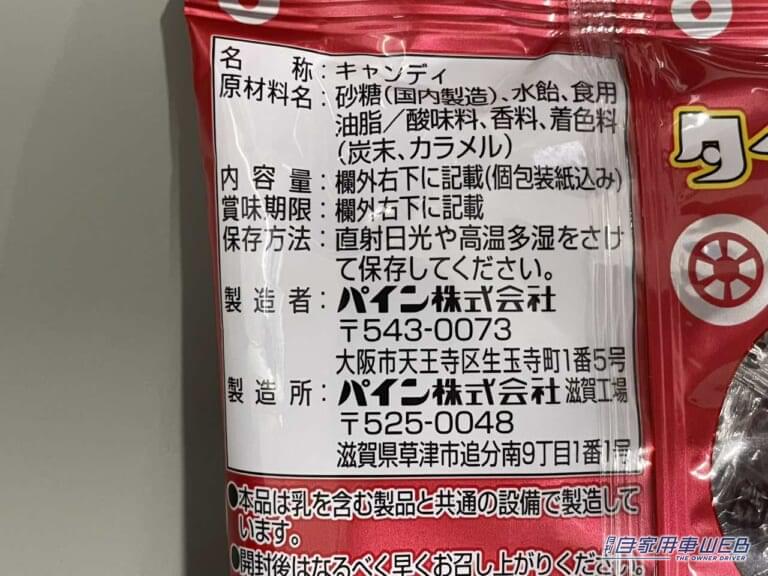 名称：キャンディ
原材料名：砂糖(国内製造)、水飴、食用
油脂／酸味料、香料、着色料
(炭末、カラメル)
内容量：欄外右下に記載(個包装紙込み)
賞味期限：欄外右下に記載
保存方法：直射日光や高温多湿をさけ
て保存してください。
製造者：パイン株式会社
〒543-0073
大阪市天王寺区生玉寺町1番5号
製造所：パイン株式会社 滋賀工場
〒525-0048
滋賀県草津市追分南9丁目1番1号
●本品は乳を含む製品と共通の設備で製造して
います。
●開封後はなるべく早くお召し上がりください。
タイ
月刊自家用車WEB
THE OWNER DRIVER